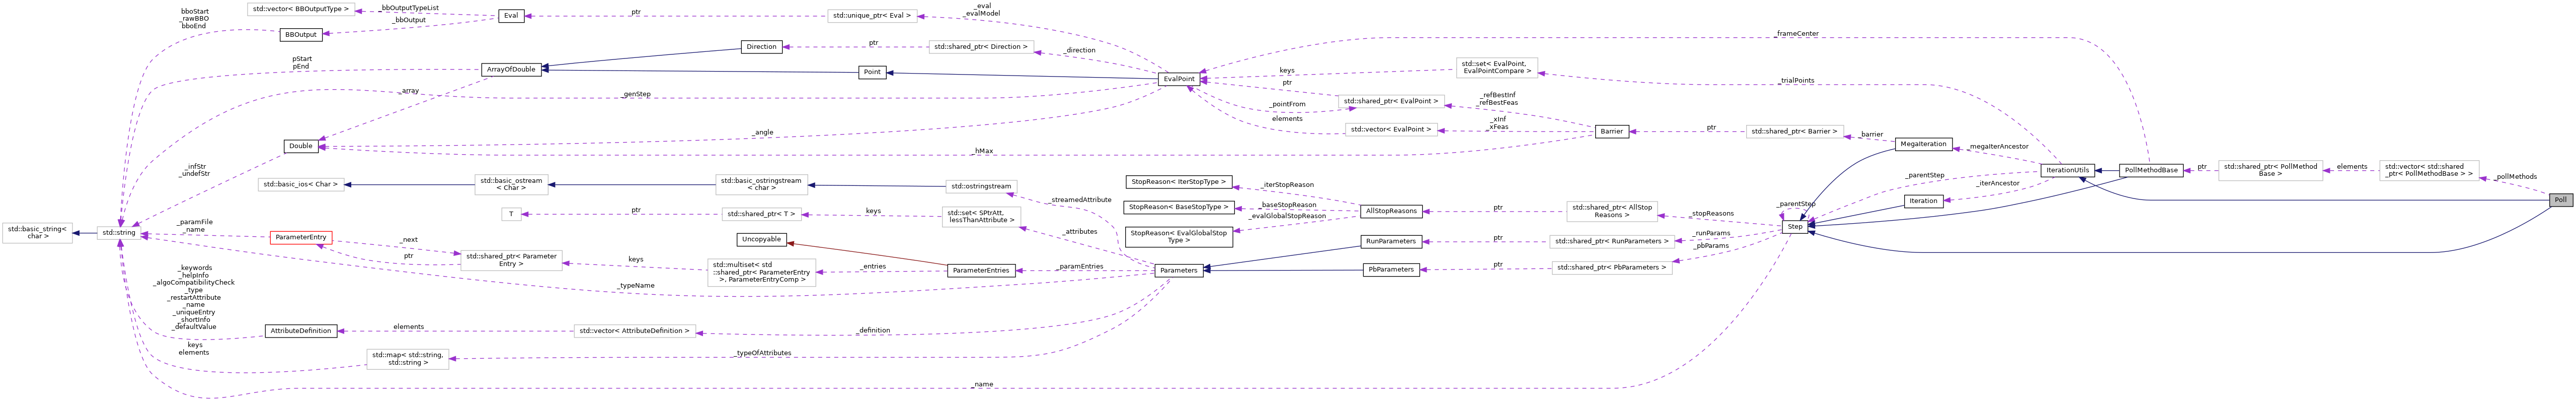 std::vector< BBOutputType >
_bbOutputTypeList
Eval
ptr
std::unique_ptr< Eval >
_eval
_evalModel
bboStart
_rawBBO
bboEnd
_bbOutput
BBOutput
_frameCenter
Direction
ptr
std::shared_ptr< Direction >
_direction
pStart
pEnd
ArrayOfDouble
Point
EvalPoint
keys
std::set< EvalPoint,
EvalPointCompare >
_trialPoints
ptr
_array
_genStep
_pointFrom
std::shared_ptr< EvalPoint >
_refBestInf
_refBestFeas
elements
std::vector< EvalPoint >
_xInf
_xFeas
Barrier
ptr
std::shared_ptr< Barrier >
_barrier
MegaIteration
_megaIterAncestor
_angle
Double
_hMax
_infStr
_undefStr
std::basic_ios< Char >
std::basic_ostream
< Char >
std::basic_ostringstream
< char >
std::ostringstream
StopReason< IterStopType >
_iterStopReason
_parentStep
IterationUtils
PollMethodBase
ptr
std::shared_ptr< PollMethod
Base >
elements
std::vector< std::shared
_ptr< PollMethodBase > >
_pollMethods
Poll
_iterAncestor
Iteration
_streamedAttribute
StopReason< BaseStopType >
_baseStopReason
AllStopReasons
ptr
std::shared_ptr< AllStop
Reasons >
_stopReasons
_parentStep
Step
T
ptr
std::shared_ptr< T >
keys
std::set< SPtrAtt,
lessThanAttribute >
_attributes
_evalGlobalStopReason
StopReason< EvalGlobalStop
Type >
std::basic_string<
char >
std::string
_paramFile
_name
ParameterEntry
_next
ptr
std::shared_ptr< Parameter
Entry >
keys
std::multiset< std
::shared_ptr< ParameterEntry
>, ParameterEntryComp >
Uncopyable
_entries
ParameterEntries
_paramEntries
Parameters
RunParameters
ptr
std::shared_ptr< RunParameters >
_runParams
PbParameters
ptr
std::shared_ptr< PbParameters >
_pbParams
_typeName
_keywords
_helpInfo
_algoCompatibilityCheck
_type
_restartAttribute
_name
_uniqueEntry
_shortInfo
_defaultValue
AttributeDefinition
elements
std::vector< AttributeDefinition >
_definition
keys
elements
std::map< std::string,
std::string >
_typeOfAttributes
_name